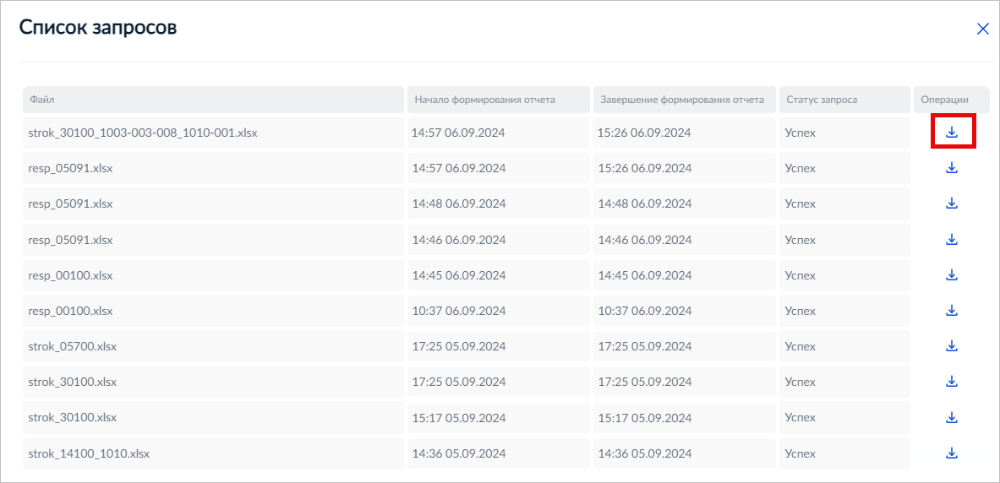 Список запросов
Файл Начало формирования отчета Завершение формирования отчета Статус запроса Операции
strok_30100_1003-003-008_1010-001.xlsx 14:57 06.09.2024 15:26 06.09.2024 Успех
resp_05091.xlsx 14:57 06.09.2024 15:26 06.09.2024 Успех
resp_05091.xlsx 14:48 06.09.2024 14:48 06.09.2024 Успех
resp_05091.xlsx 14:46 06.09.2024 14:46 06.09.2024 Успех
resp_00100.xlsx 14:45 06.09.2024 14:45 06.09.2024 Успех
resp_00100.xlsx 10:37 06.09.2024 10:37 06.09.2024 Успех
strok_05700.xlsx 17:25 05.09.2024 17:25 05.09.2024 Успех
strok_30100.xlsx 17:25 05.09.2024 17:25 05.09.2024 Успех
strok_30100.xlsx 15:17 05.09.2024 15:17 05.09.2024 Успех
strok_14100_1010.xlsx 14:36 05.09.2024 14:36 05.09.2024 Успех